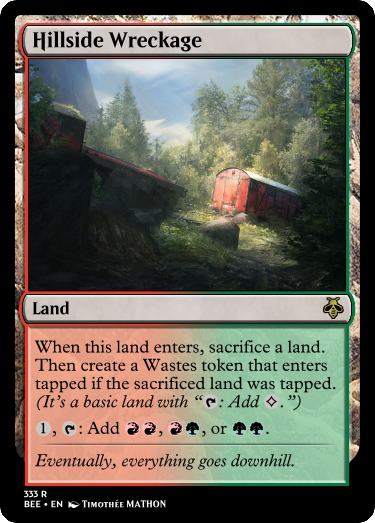 Hillside Wreckage
Land
When this land enters, sacrifice a land.
Then create a Wastes token that enters
tapped if the sacrificed land was tapped.
(It's a basic land with “: Add .”)
1, : Add , , or .
Eventually, everything goes downhill.
333 R
BEE • EN Timothée MATHON